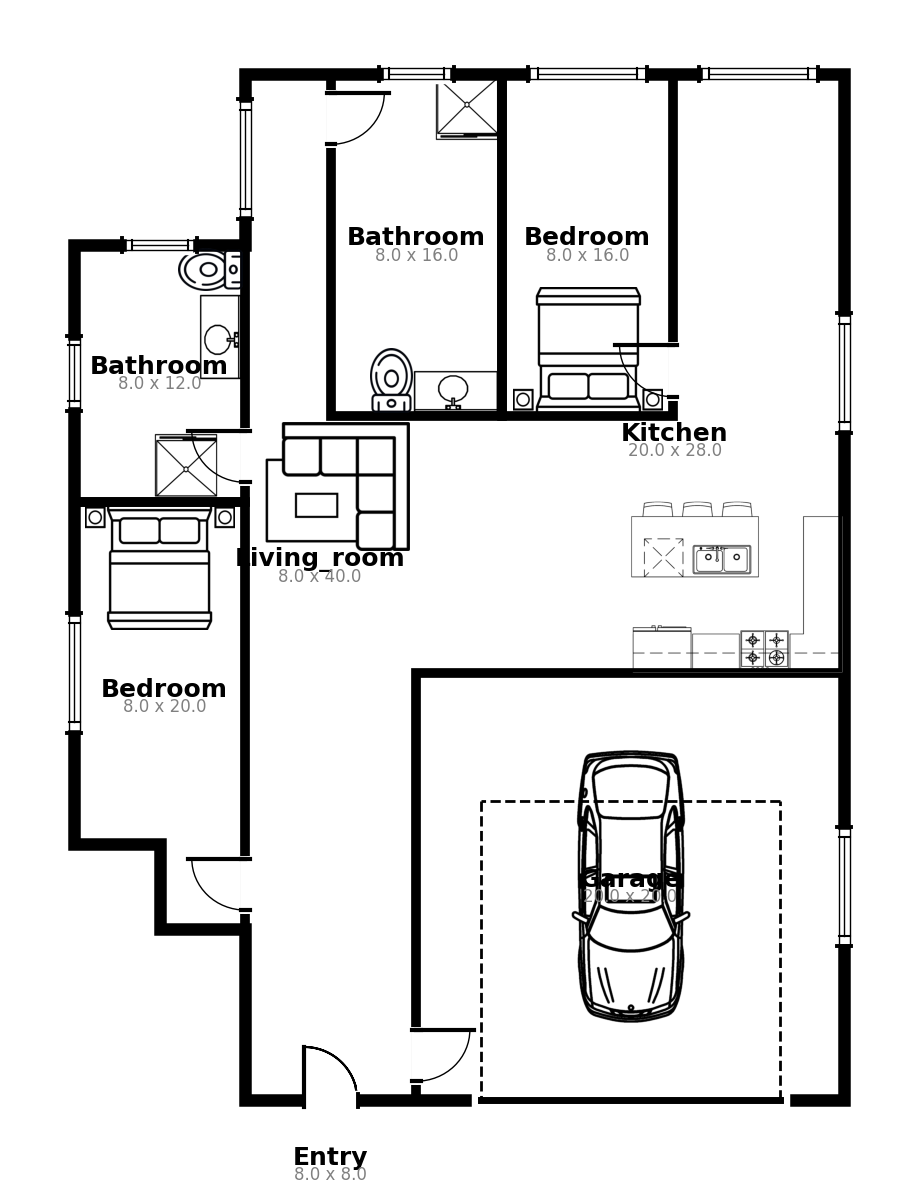 Bathroom
8.0 x 16.0
Bedroom
8.0 x 16.0
Bathroom
8.0 x 12.0
Kitchen
20.0 x 28.0
Living_room
8.0 x 40.0
Bedroom
8.0 x 20.0
Garage
20.0 x 20.0
Entry
8.0 x 8.0